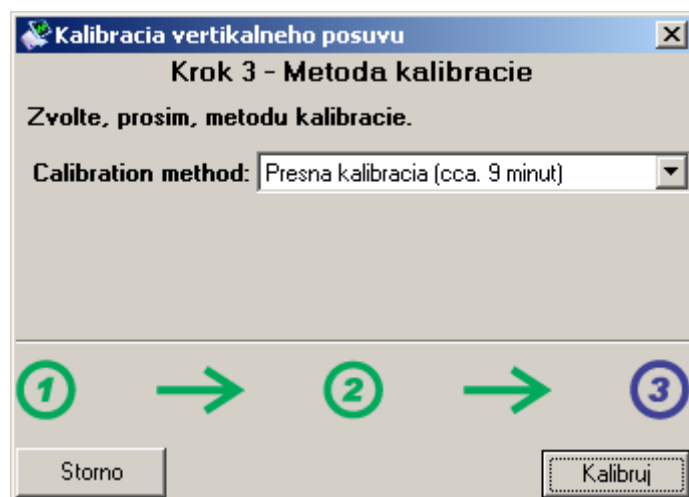 Kalibracia vertikalneho posuvu
Krok 3 - Metoda kalibracie
Zvolte, prosim, metodu kalibracie.
Calibration method: Presna kalibracia (cca. 9 minut)
1 2 3
Storno Kalibruj